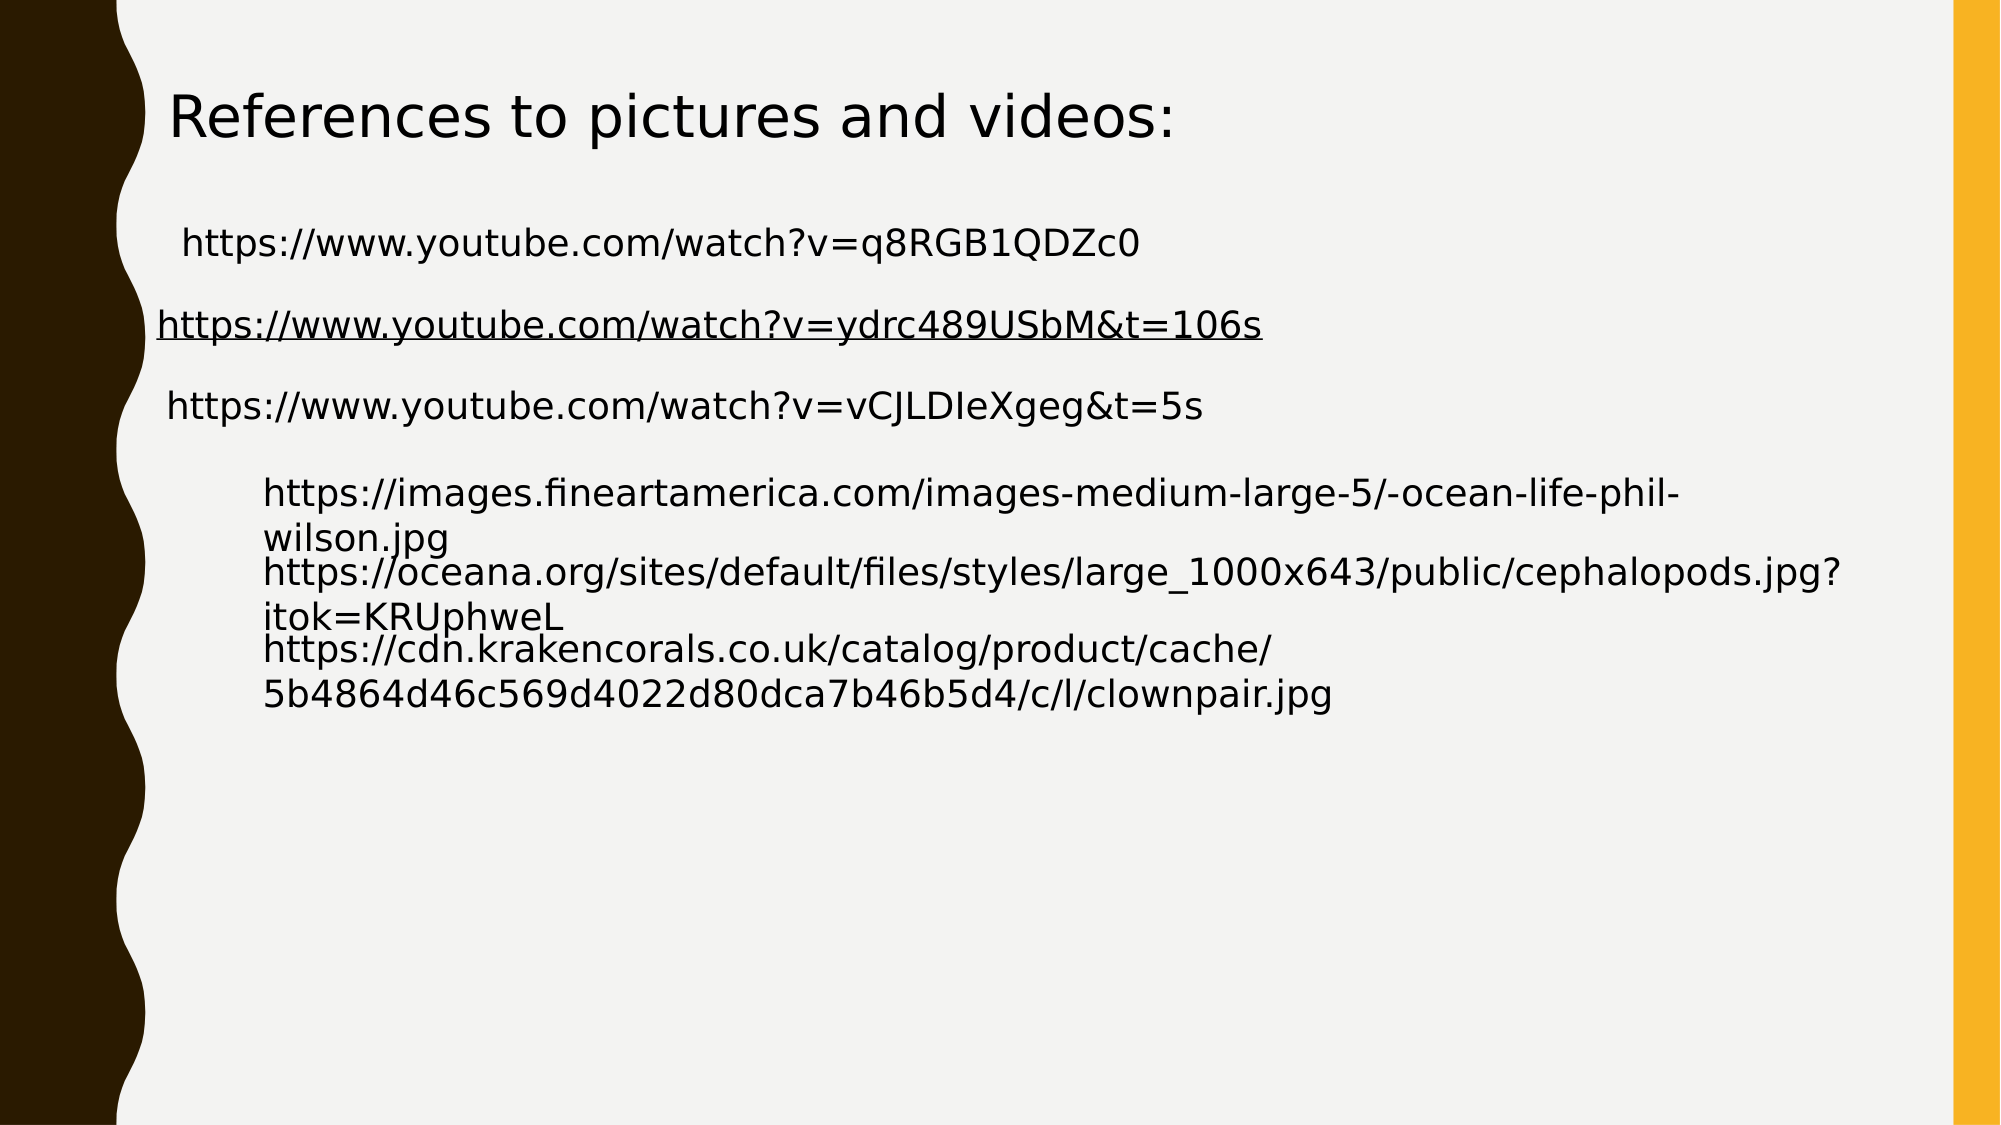 References to pictures and videos:
https://www.youtube.com/watch?v=q8RGB1QDZc0
https://www.youtube.com/watch?v=ydrc489USbM&t=106s
https://www.youtube.com/watch?v=vCJLDIeXgeg&t=5s
https://images.fineartamerica.com/images-medium-large-5/-ocean-life-phil-
wilson.jpg
https://oceana.org/sites/default/files/styles/large_1000x643/public/cephalopods.jpg?
itok=KRUphweL
https://cdn.krakencorals.co.uk/catalog/product/cache/
5b4864d46c569d4022d80dca7b46b5d4/c/l/clownpair.jpg